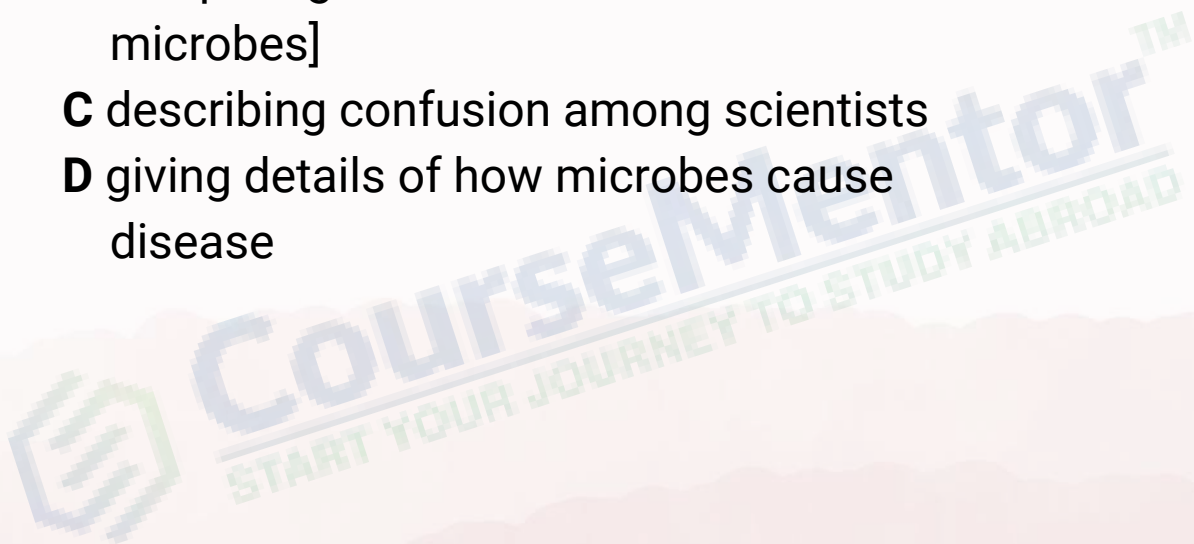 microbes]
C describing confusion among scientists
D giving details of how microbes cause
disease
CourseMentor™
START YOUR JOURNEY TO STUDY ABROAD